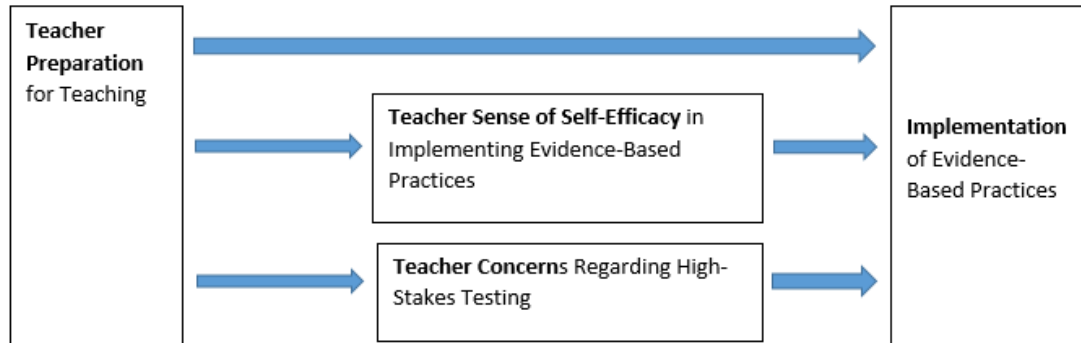 Teacher
Preparation
for Teaching
Teacher Sense of Self-Efficacy in
Implementing Evidence-Based
Practices
Teacher Concerns Regarding High-
Stakes Testing
Implementation
of Evidence-
Based Practices